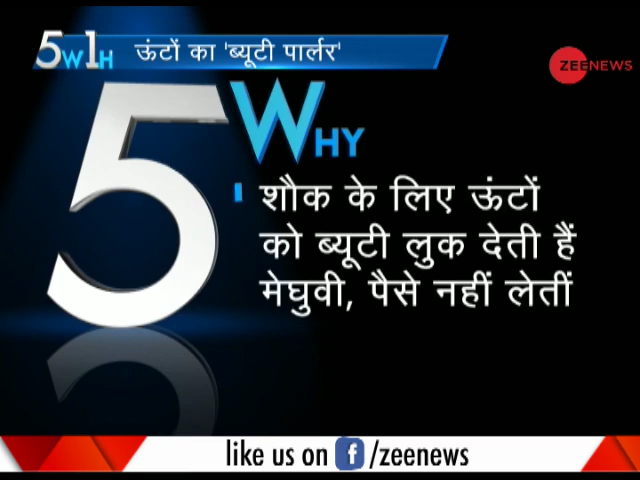 5W1H ऊंटों का 'ब्यूटी पार्लर'
ZEENEWS
5 WHY
शौक के लिए ऊंटों
को ब्यूटी लुक देती हैं
मेघुवी, पैसे नहीं लेतीं
like us on f/zeenews